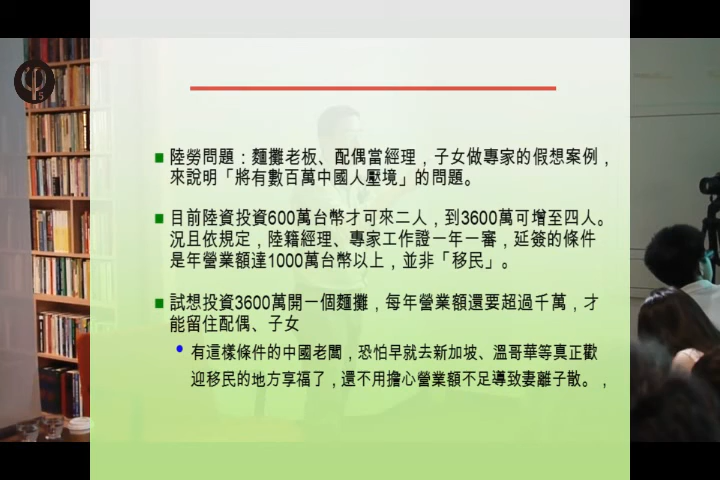 φ5
陸勞問題：麵攤老板、配偶當經理，子女做專家的假想案例，
來說明「將有數百萬中國人壓境」的問題。
目前陸資投資600萬台幣才可來二人，到3600萬可增至四人。
況且依規定，陸籍經理、專家工作證一年一審，延簽的條件
是年營業額達1000萬台幣以上，並非「移民」。
試想投資3600萬開一個麵攤，每年營業額還要超過千萬，才
能留住配偶、子女
有這樣條件的中國老闆，恐怕早就去新加坡、溫哥華等真正歡
迎移民的地方享福了，還不用擔心營業額不足導致妻離子散。，